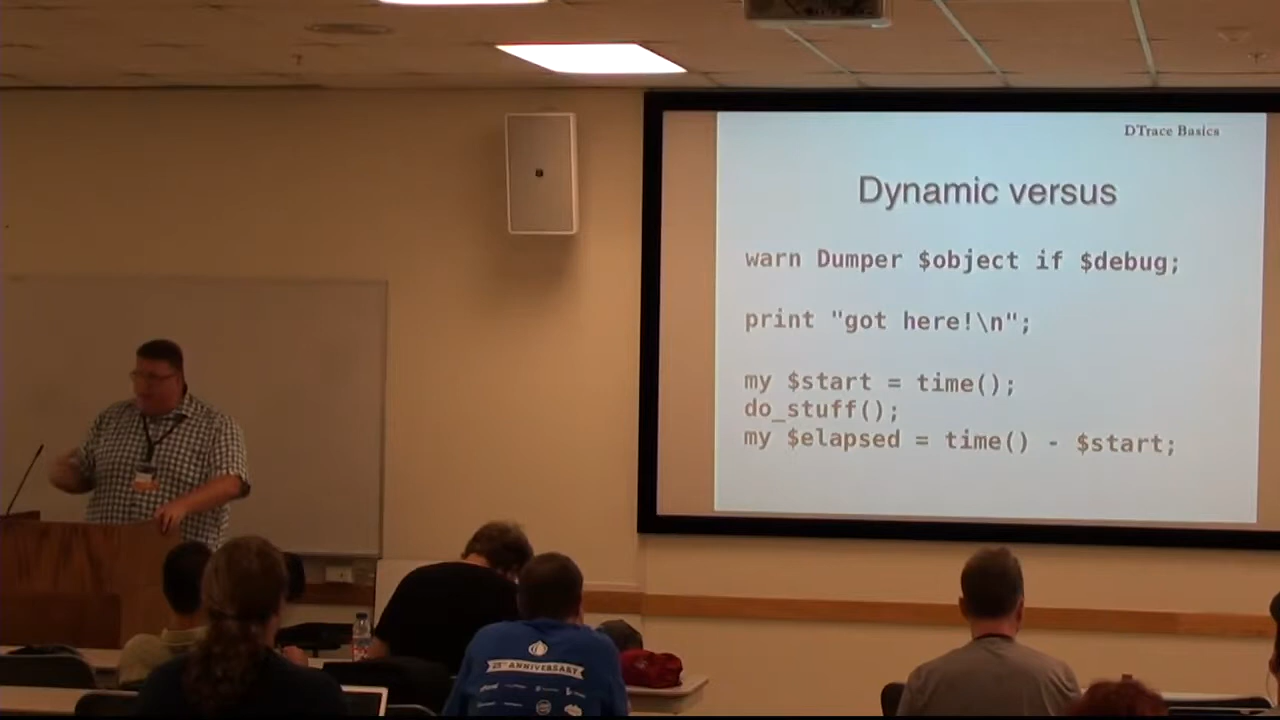 DTrace Basics
Dynamic versus
warn Dumper $object if $debug;
print "got here!\n";
my $start = time();
do_stuff();
my $elapsed = time() - $start;
ANNIVERSARY